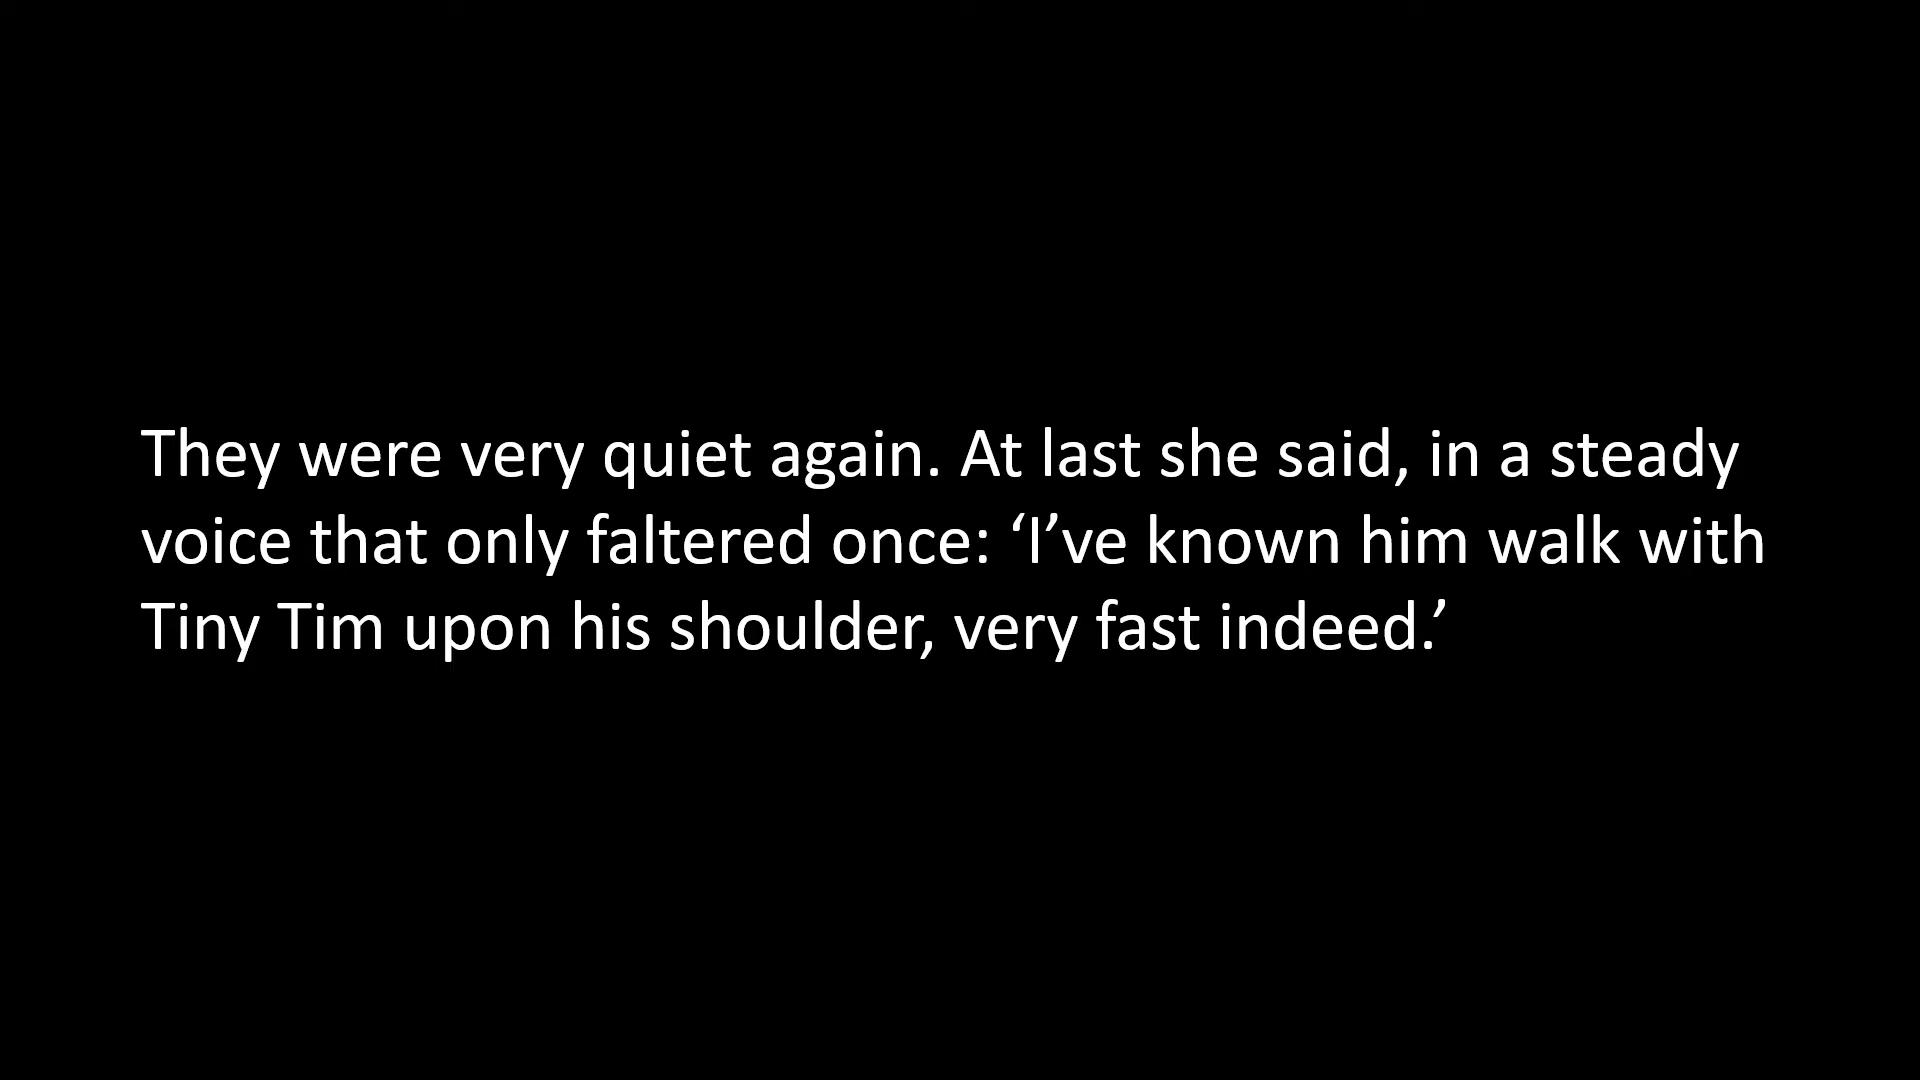 They were very quiet again. At last she said, in a steady
voice that only faltered once: ‘I’ve known him walk with
Tiny Tim upon his shoulder, very fast indeed.’